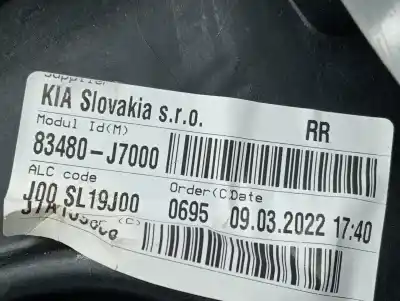 Supplier
KIA Slovakia s.r.o.
RR
Modul Id(M)
83480-J7000
ALC code
J00 SL19J00
Order(C)Date
0695 09.03.2022 17:40
(C)